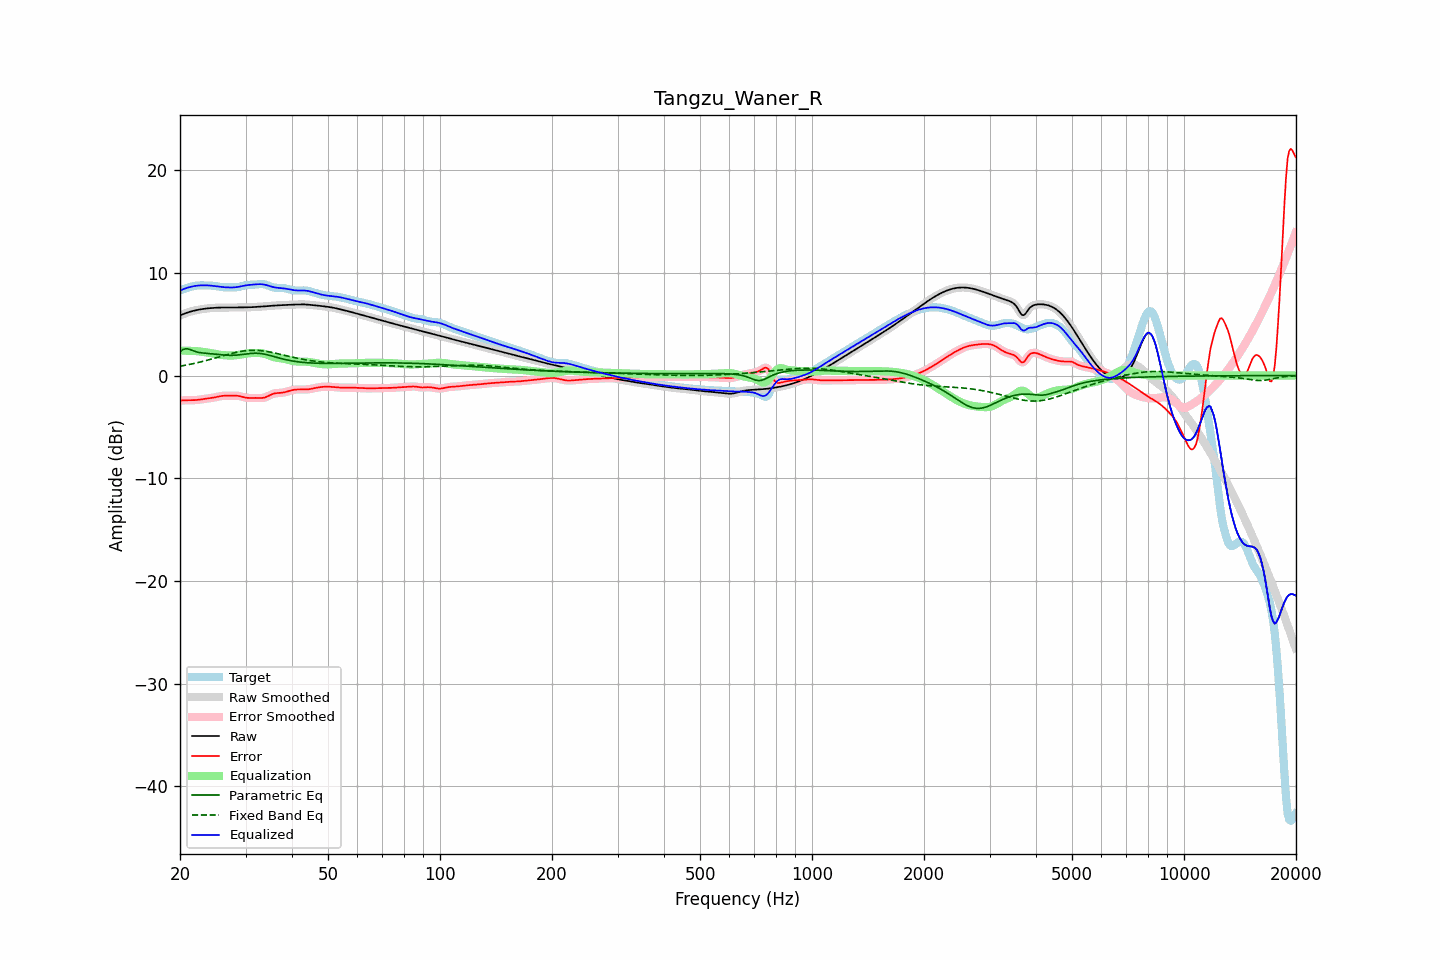 Tangzu_Waner_R
20
10
0
−10
−20
−30
−40
Amplitude (dBr)
Target
Raw Smoothed
Error Smoothed
Raw
Error
Equalization
Parametric Eq
Fixed Band Eq
Equalized
20 50 100 200 500 1000 2000 5000 10000 20000
Frequency (Hz)